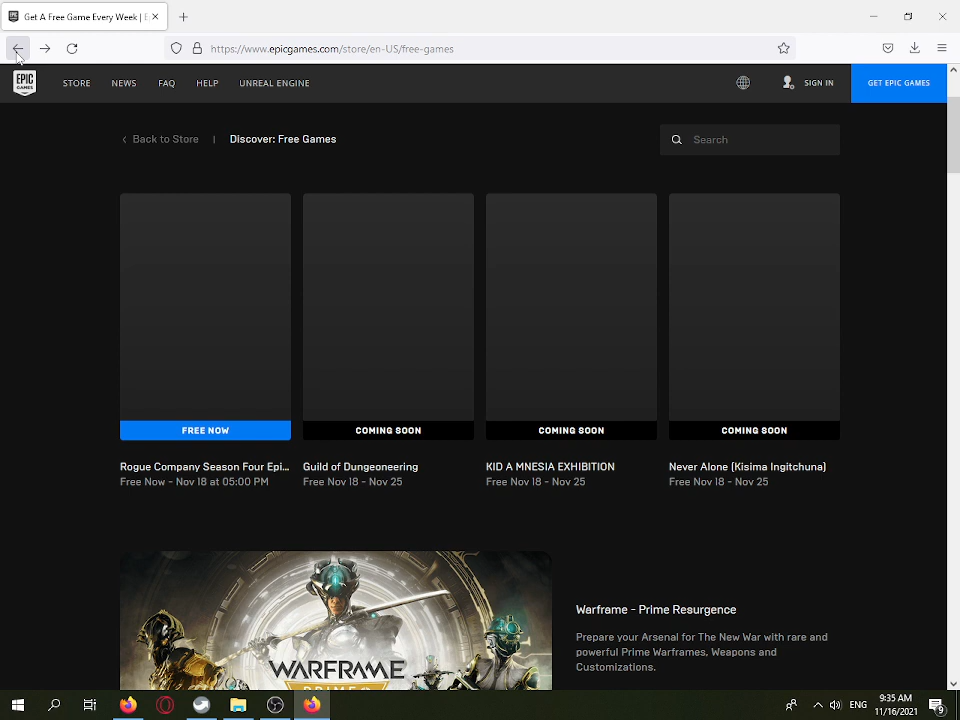 Get A Free Game Every Week | E
https://www.epicgames.com/store/en-US/free-games
EPIC GAMES
STORE
NEWS
FAQ
HELP
UNREAL ENGINE
SIGN IN
GET EPIC GAMES
Back to Store | Discover: Free Games
Search
FREE NOW
COMING SOON
COMING SOON
COMING SOON
Rogue Company Season Four Epi...
Free Now - Nov 18 at 05:00 PM
Guild of Dungeoneering
Free Nov 18 - Nov 25
KID A MNESIA EXHIBITION
Free Nov 18 - Nov 25
Never Alone (Kisima Ingitchuna)
Free Nov 18 - Nov 25
WARFRAME
PRIME
Warframe - Prime Resurgence
Prepare your Arsenal for The New War with rare and
powerful Prime Warframes, Weapons and
Customizations.
ENG
9:35 AM
11/16/2021
9